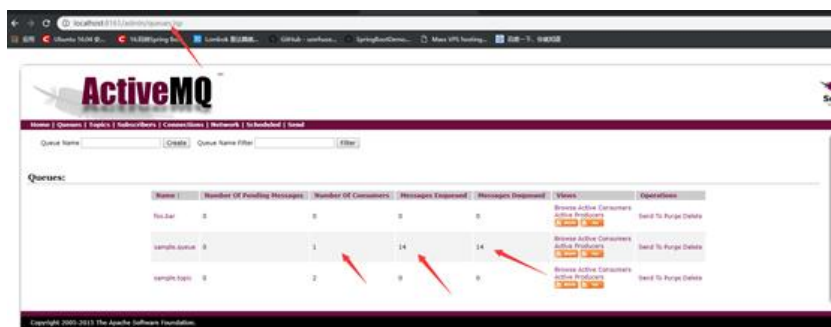 localhost:8161/admin/queues.jsp
ActiveMQ
Home | Queues | Topics | Subscribers | Connections | Network | Scheduled | Send
Queue Name Create Queue Name Filter Filter
Queues:
Name ↑ Number Of Pending Messages Number Of Consumers Messages Enqueued Messages Dequeued Views Operations
foo.bar 0 0 0 0 Browse Active Consumers
Active Producers
Send To Purge Delete
sample.queue 0 1 14 14 Browse Active Consumers
Active Producers
Send To Purge Delete
sample.topic 0 2 0 0 Browse Active Consumers
Active Producers
Send To Purge Delete
Copyright 2005-2015 The Apache Software Foundation.